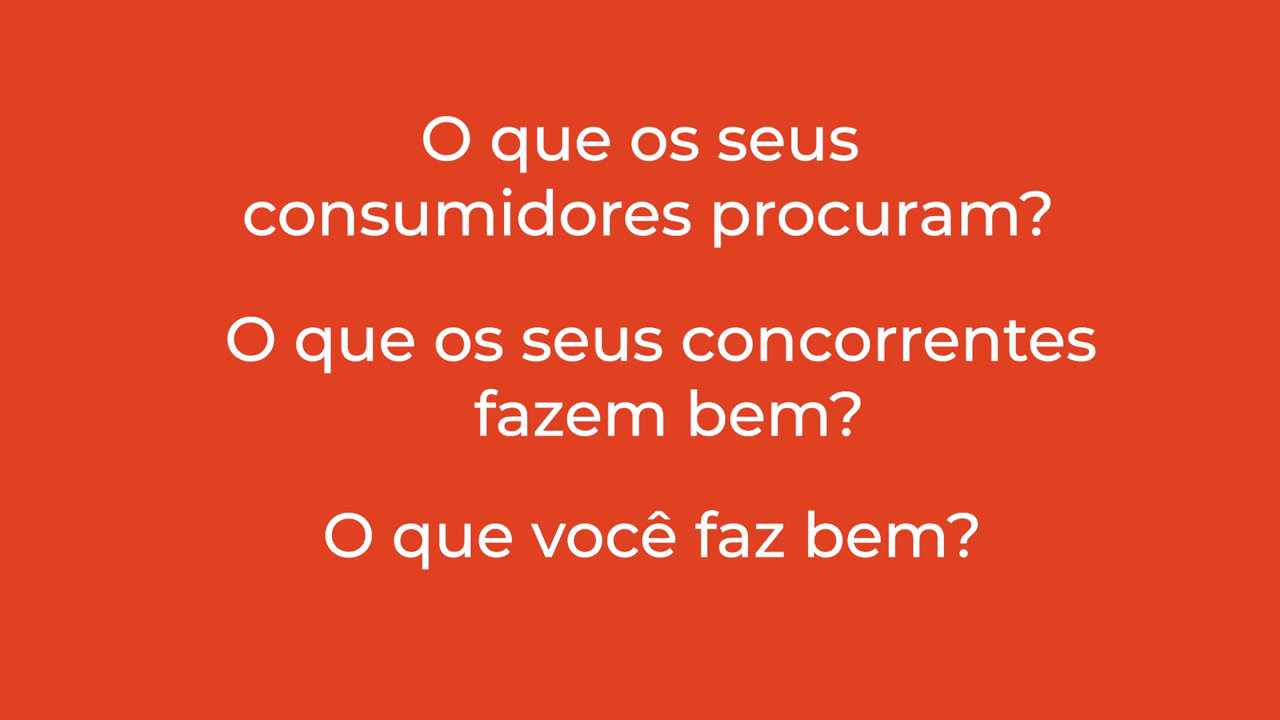 O que os seus
consumidores procuram?
O que os seus concorrentes
fazem bem?
O que você faz bem?